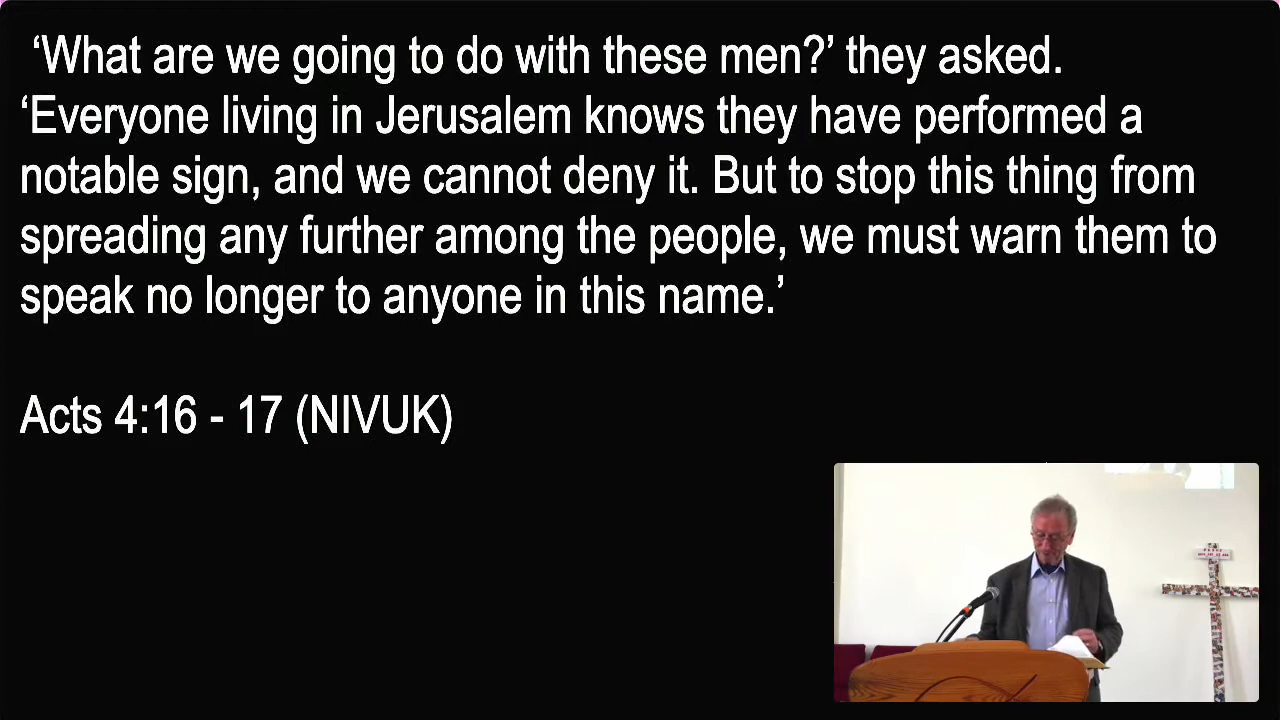 ‘What are we going to do with these men?’ they asked.
‘Everyone living in Jerusalem knows they have performed a
notable sign, and we cannot deny it. But to stop this thing from
spreading any further among the people, we must warn them to
speak no longer to anyone in this name.’
Acts 4:16 - 17 (NIVUK)